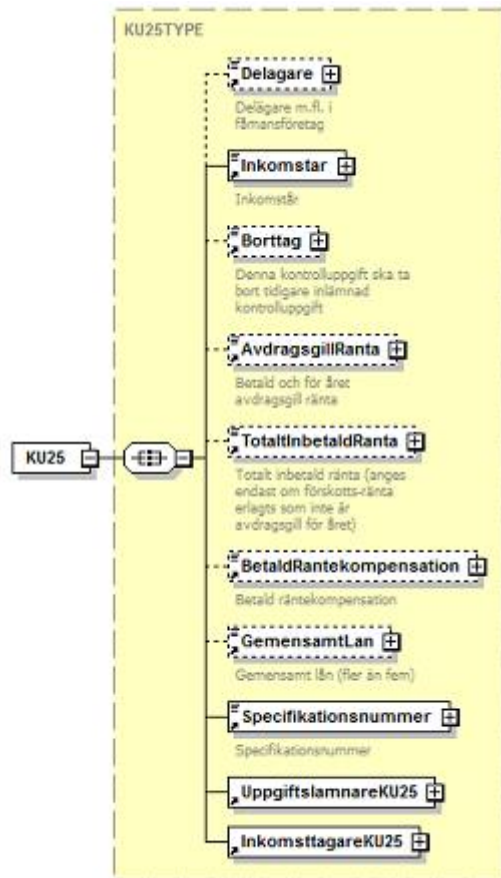 KU25TYPE
Delagare
Delägare m.fl. i
fåmansföretag
Inkomstar
Inkomstår
Borttag
Denna kontrolluppgift ska ta
bort tidigare inlämnad
kontrolluppgift
AvdragsgillRanta
Betald och för året
avdragsgill ränta
KU25
TotaltInbetaldRanta
Totalt inbetald ränta (anges
endast om förskotts-ränta
erlagts som inte är
avdragsgill för året)
BetaldRantekompensation
Betald räntekompensation
GemensamtLan
Gemensamt lån (fler än fem)
Specifikationsnummer
Specifikationsnummer
UppgiftslamnareKU25
InkomsttagareKU25